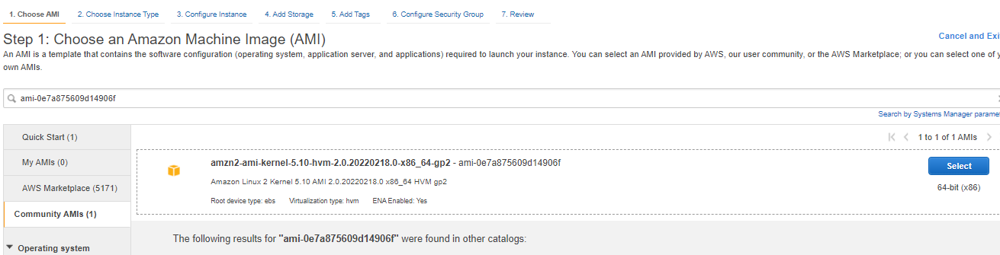 1. Choose AMI 2. Choose Instance Type 3. Configure Instance 4. Add Storage 5. Add Tags 6. Configure Security Group 7. Review
Step 1: Choose an Amazon Machine Image (AMI)
Cancel and Exi
An AMI is a template that contains the software configuration (operating system, application server, and applications) required to launch your instance. You can select an AMI provided by AWS, our user community, or the AWS Marketplace; or you can select one of y
own AMIs.
ami-0e7a875609d14906f
Search by Systems Manager parame
Quick Start (1)
1 to 1 of 1 AMIs
My AMIs (0)
AWS Marketplace (5171)
Community AMIs (1)
Operating system
amzn2-ami-kernel-5.10-hvm-2.0.20220218.0-x86_64-gp2 - ami-0e7a875609d14906f
Select
Amazon Linux 2 Kernel 5.10 AMI 2.0.20220218.0 x86_64 HVM gp2
64-bit (x86)
Root device type: ebs Virtualization type: hvm ENA Enabled: Yes
The following results for "ami-0e7a875609d14906f" were found in other catalogs: